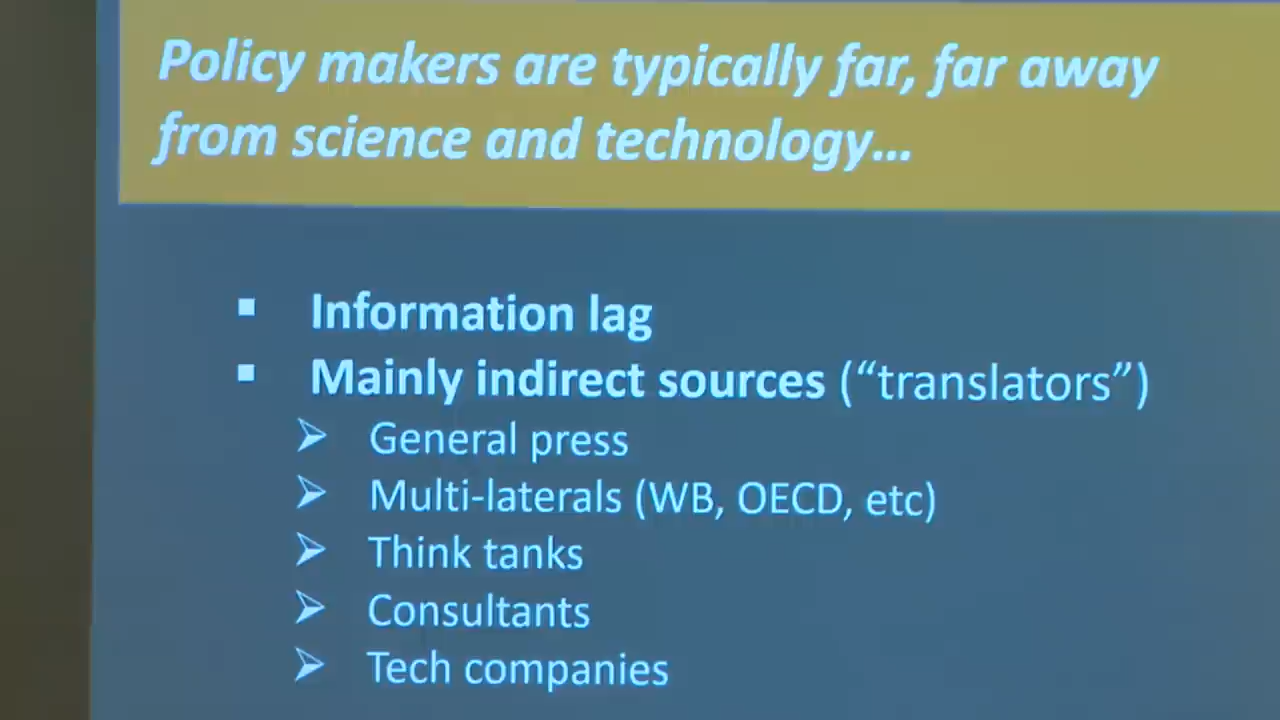 Policy makers are typically far, far away
from science and technology…
▪ Information lag
▪ Mainly indirect sources (“translators”)
➢ General press
➢ Multi-laterals (WB, OECD, etc)
➢ Think tanks
➢ Consultants
➢ Tech companies